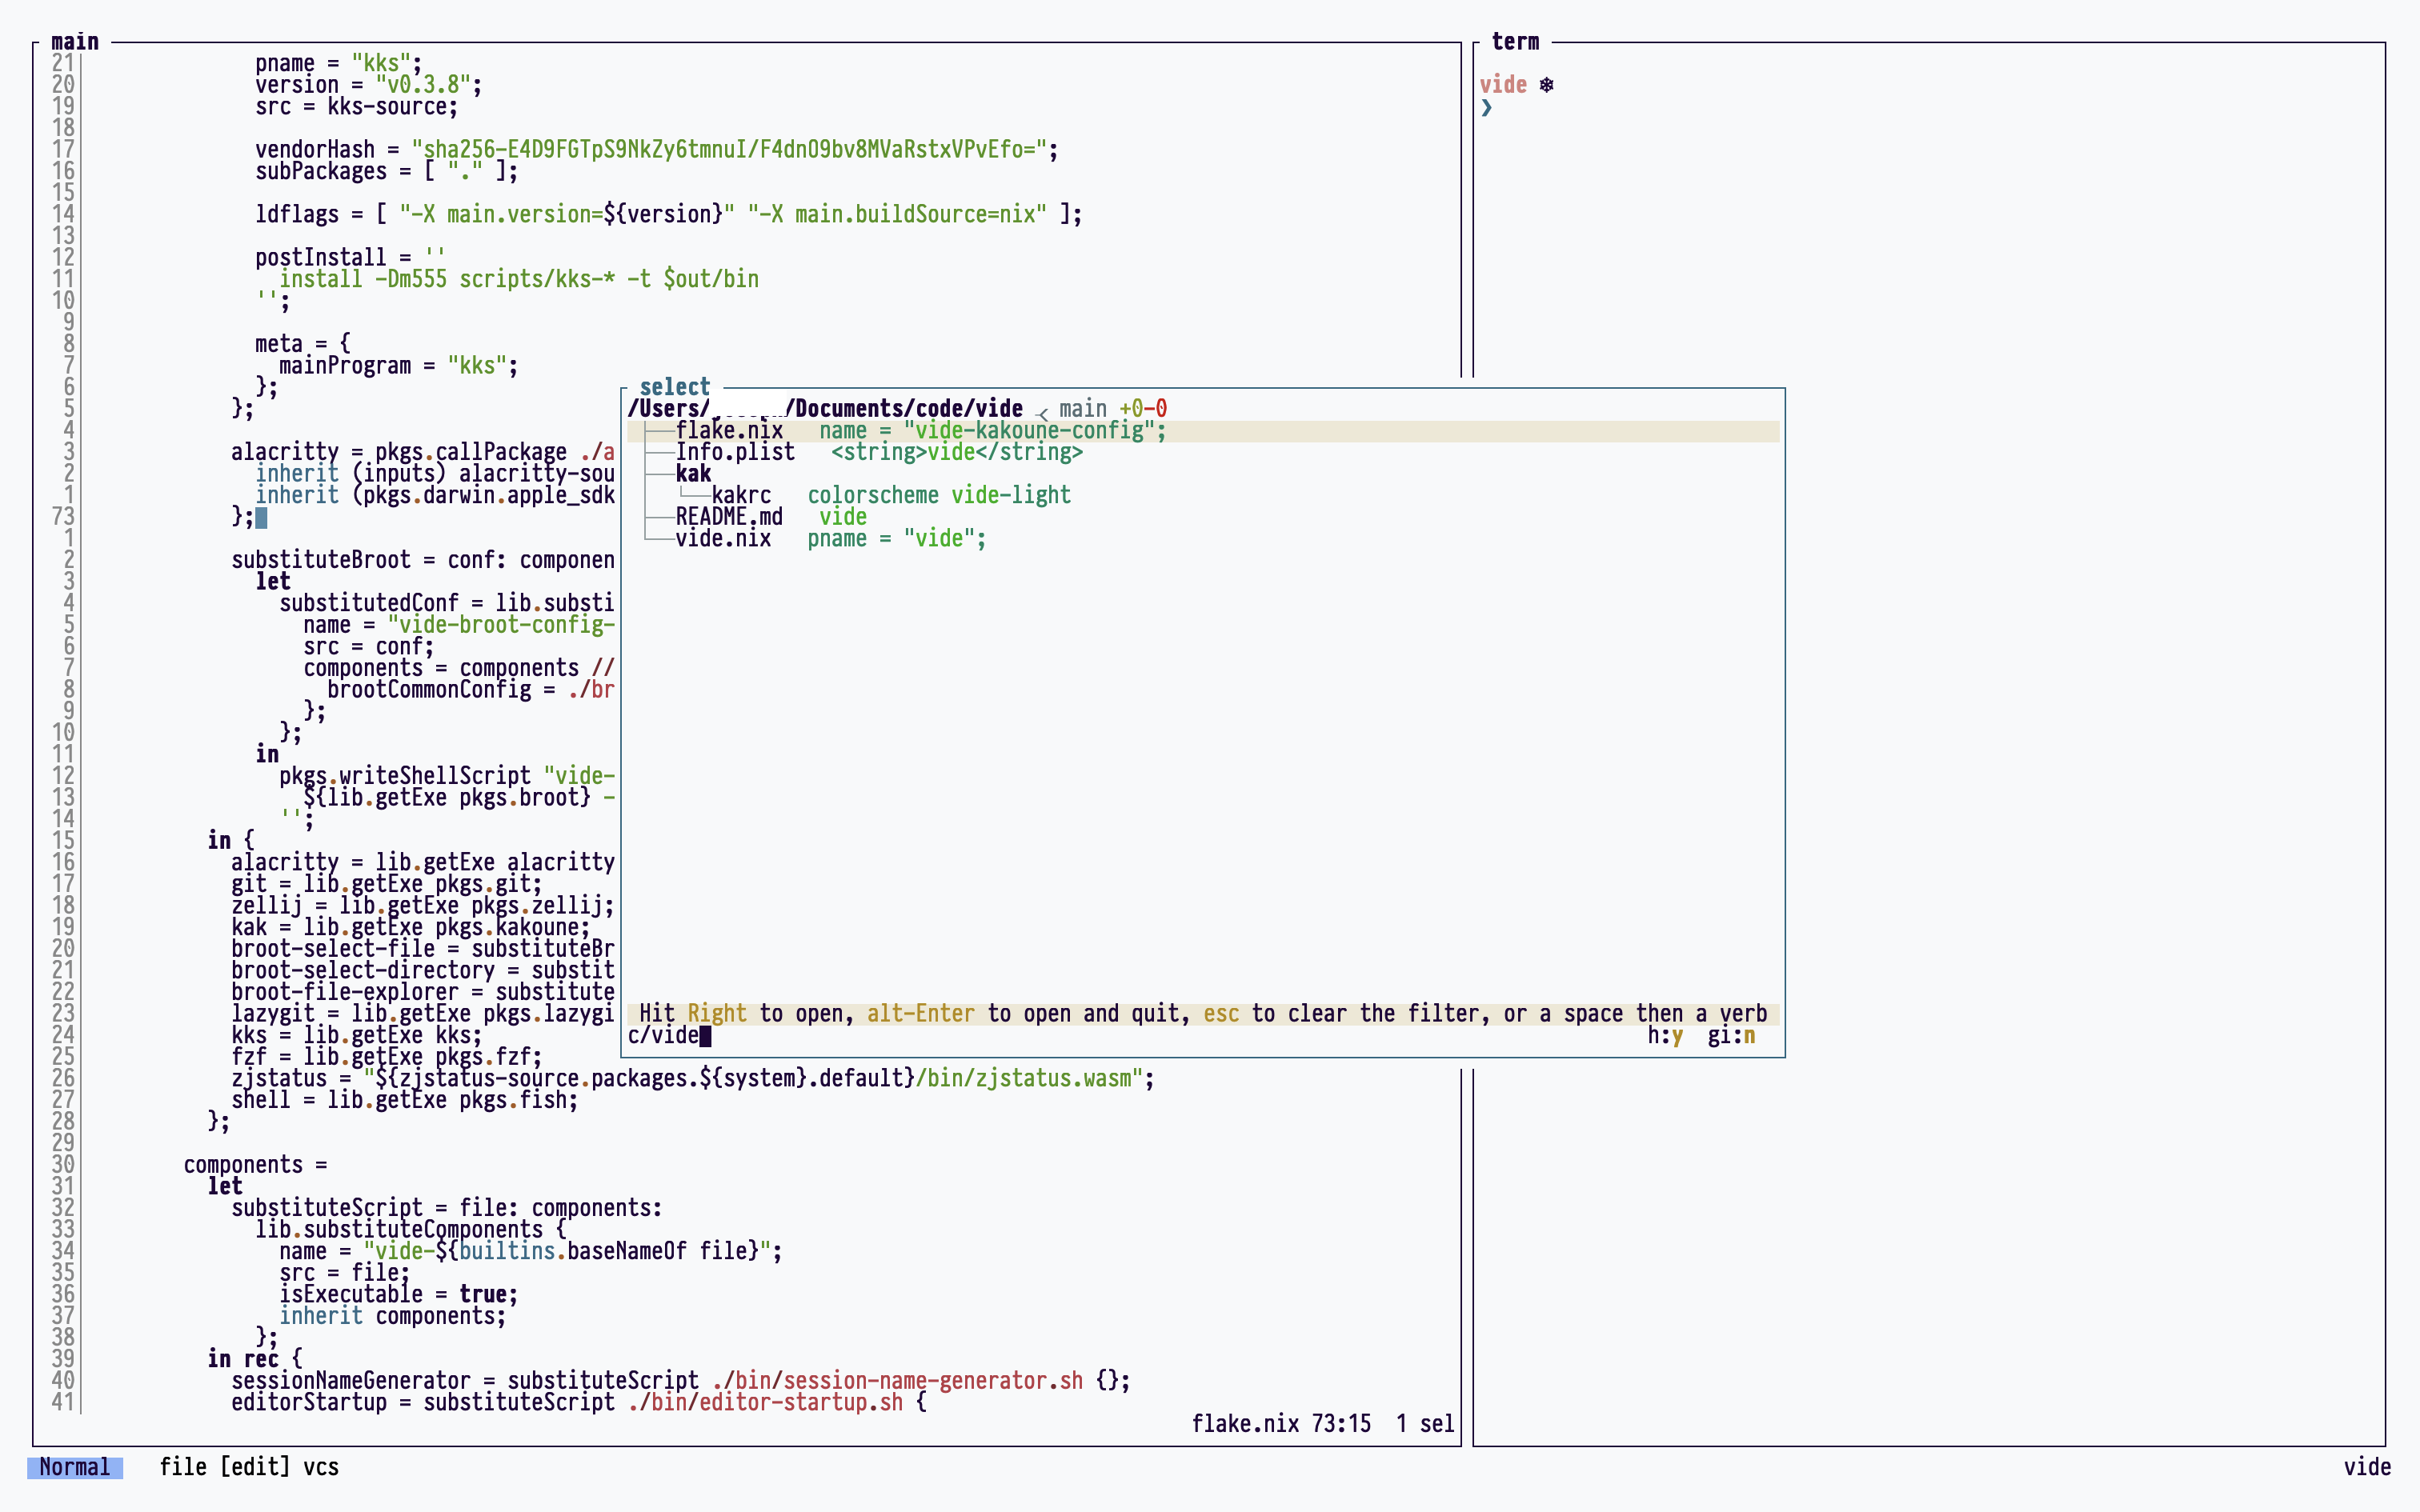 main
21 pname = "kks";
20 version = "v0.3.8";
19 src = kks-source;
18
17 vendorHash = "sha256-E4D9FGTpS9NkZy6tmnuI/F4dnO9bv8MVaRstxVPvEfo=";
16 subPackages = [ "." ];
15
14 ldflags = [ "-X main.version=${version}" "-X main.buildSource=nix" ];
13
12 postInstall = ''
11 install -Dm555 scripts/kks-* -t $out/bin
10 '';
9
8 meta = {
7 mainProgram = "kks";
6 };
5 };
4
3 alacritty = pkgs.callPackage ./a
2 inherit (inputs) alacritty-sou
1 inherit (pkgs.darwin.apple_sdk
73 };
1
2 substituteBroot = conf: componen
3 let
4 substitutedConf = lib.substi
5 name = "vide-broot-config-
6 src = conf;
7 components = components //
8 brootCommonConfig = ./br
9 };
10 };
11 in
12 pkgs.writeShellScript "vide-
13 ${lib.getExe pkgs.broot} -
14 '';
15 in {
16 alacritty = lib.getExe alacritty
17 git = lib.getExe pkgs.git;
18 zellij = lib.getExe pkgs.zellij;
19 kak = lib.getExe pkgs.kakoune;
20 broot-select-file = substituteBr
21 broot-select-directory = substit
22 broot-file-explorer = substitute
23 lazygit = lib.getExe pkgs.lazygi
24 kks = lib.getExe kks;
25 fzf = lib.getExe pkgs.fzf;
26 zjstatus = "${zjstatus-source.packages.${system}.default}/bin/zjstatus.wasm";
27 shell = lib.getExe pkgs.fish;
28 };
29
30 components =
31 let
32 substituteScript = file: components:
33 lib.substituteComponents {
34 name = "vide-${builtins.baseNameOf file}";
35 src = file;
36 isExecutable = true;
37 inherit components;
38 };
39 in rec {
40 sessionNameGenerator = substituteScript ./bin/session-name-generator.sh {};
41 editorStartup = substituteScript ./bin/editor-startup.sh {
flake.nix 73:15 1 sel
select
/Users/ /Documents/code/vide main +0-0
flake.nix name = "vide-kakoune-config";
Info.plist <string>vide</string>
kak
kakrc colorscheme vide-light
README.md vide
vide.nix pname = "vide";
Hit Right to open, alt-Enter to open and quit, esc to clear the filter, or a space then a verb
c/vide h:y gi:n
term
vide ❄
❯
Normal file [edit] vcs vide